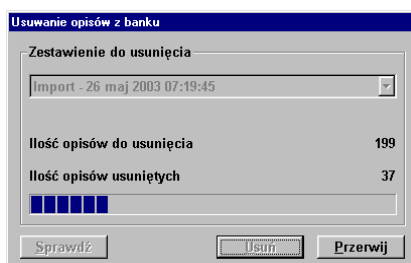 Usuwanie opisów z banku
Zestawienie do usunięcia
Import - 26 maj 2003 07:19:45
Ilość opisów do usunięcia 199
Ilość opisów usuniętych 37
Sprawdź Usuń Przerwij